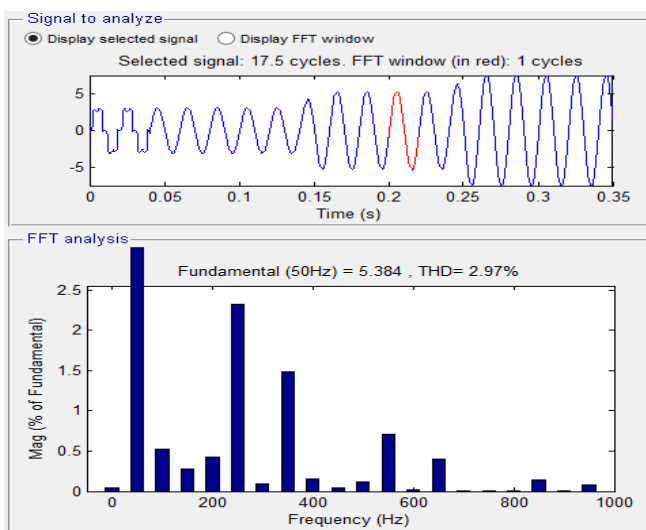 Signal to analyze
Display selected signal Display FFT window
Selected signal: 17.5 cycles. FFT window (in red): 1 cycles
5
0
-5
0 0.05 0.1 0.15 0.2 0.25 0.3 0.35
Time (s)
FFT analysis
Fundamental (50Hz) = 5.384 , THD= 2.97%
2.5
2
1.5
1
0.5
0
Mag (% of Fundamental)
0 200 400 600 800 1000
Frequency (Hz)